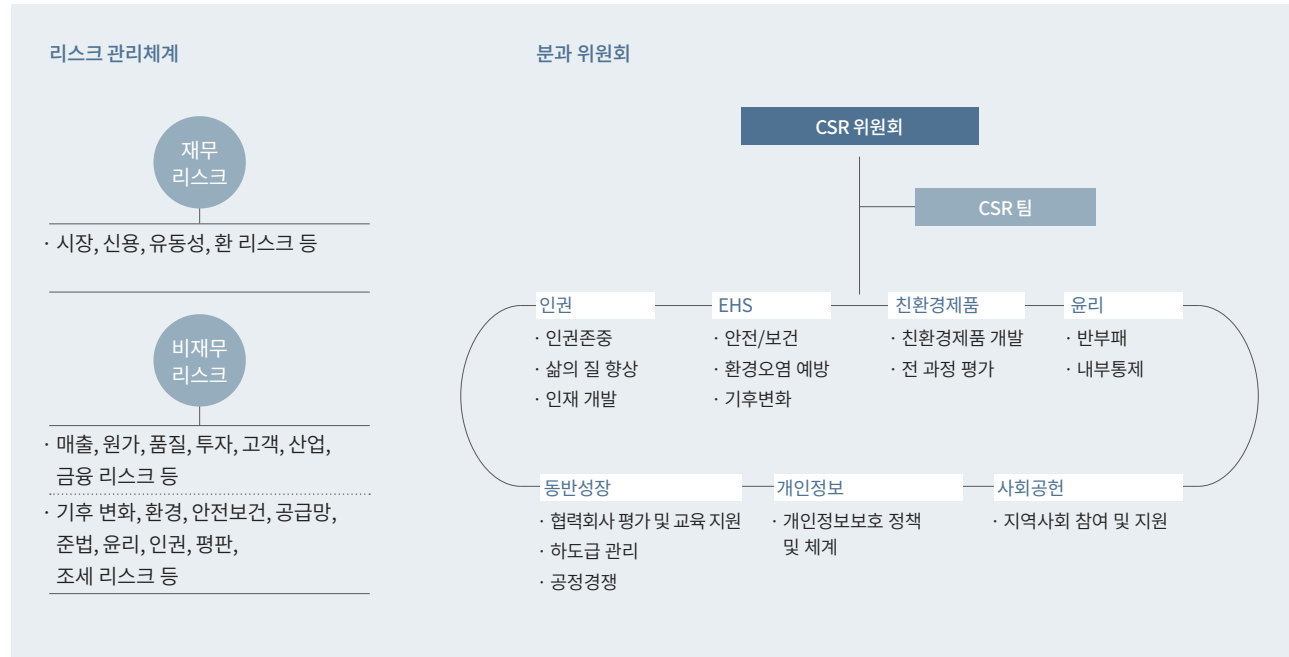 리스크 관리체계
재무
리스크
· 시장, 신용, 유동성, 환 리스크 등
비재무
리스크
· 매출, 원가, 품질, 투자, 고객, 산업,
금융 리스크 등
· 기후 변화, 환경, 안전보건, 공급망,
준법, 윤리, 인권, 평판,
조세 리스크 등
분과 위원회
CSR 위원회
CSR 팀
인권
· 인권존중
· 삶의 질 향상
· 인재 개발
EHS
· 안전/보건
· 환경오염 예방
· 기후변화
친환경제품
· 친환경제품 개발
· 전 과정 평가
윤리
· 반부패
· 내부통제
동반성장
· 협력회사 평가 및 교육 지원
· 하도급 관리
· 공정경쟁
개인정보
· 개인정보보호 정책
및 체계
사회공헌
· 지역사회 참여 및 지원